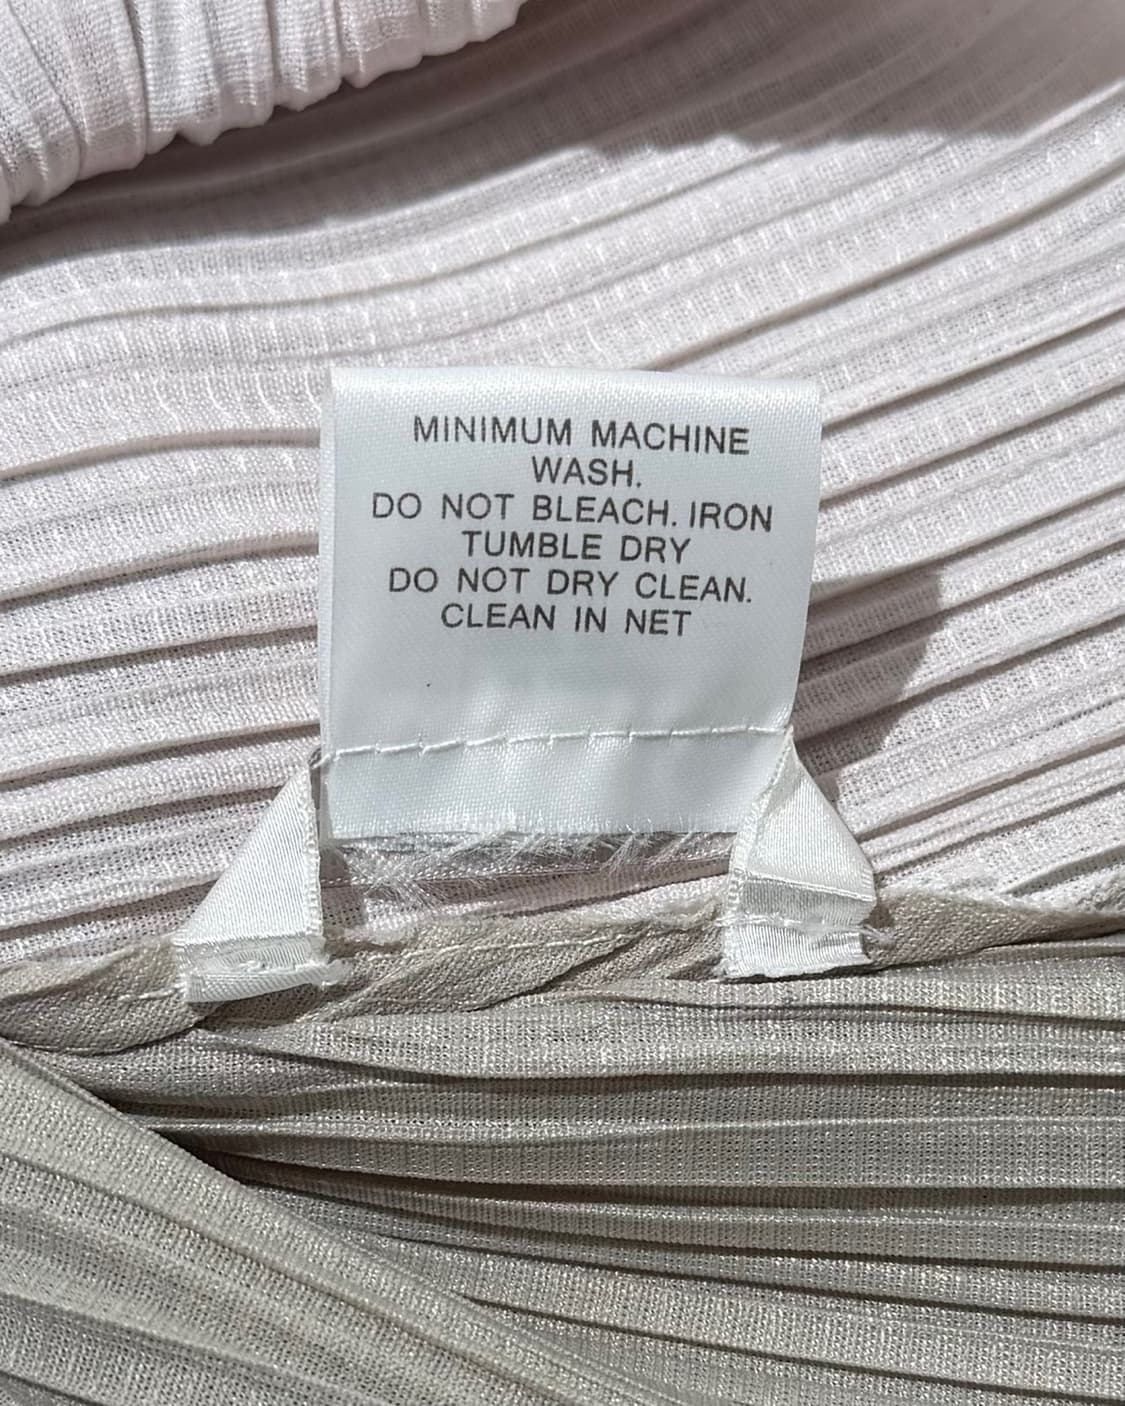 MINIMUM MACHINE
WASH.
DO NOT BLEACH. IRON
TUMBLE DRY
DO NOT DRY CLEAN.
CLEAN IN NET